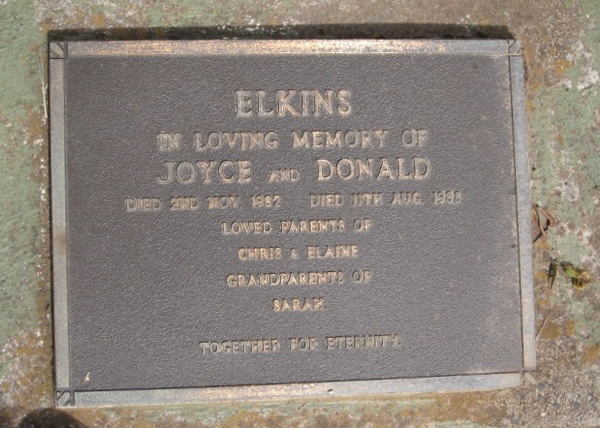 ELKINS
IN LOVING MEMORY OF
JOYCE AND DONALD
DIED 2ND NOV. 1982 DIED 11TH AUG.
LOVED PARENTS OF
CHRIS & ELAINE
GRANDPARENTS OF
SARAH
TOGETHER FOR ETERNITY